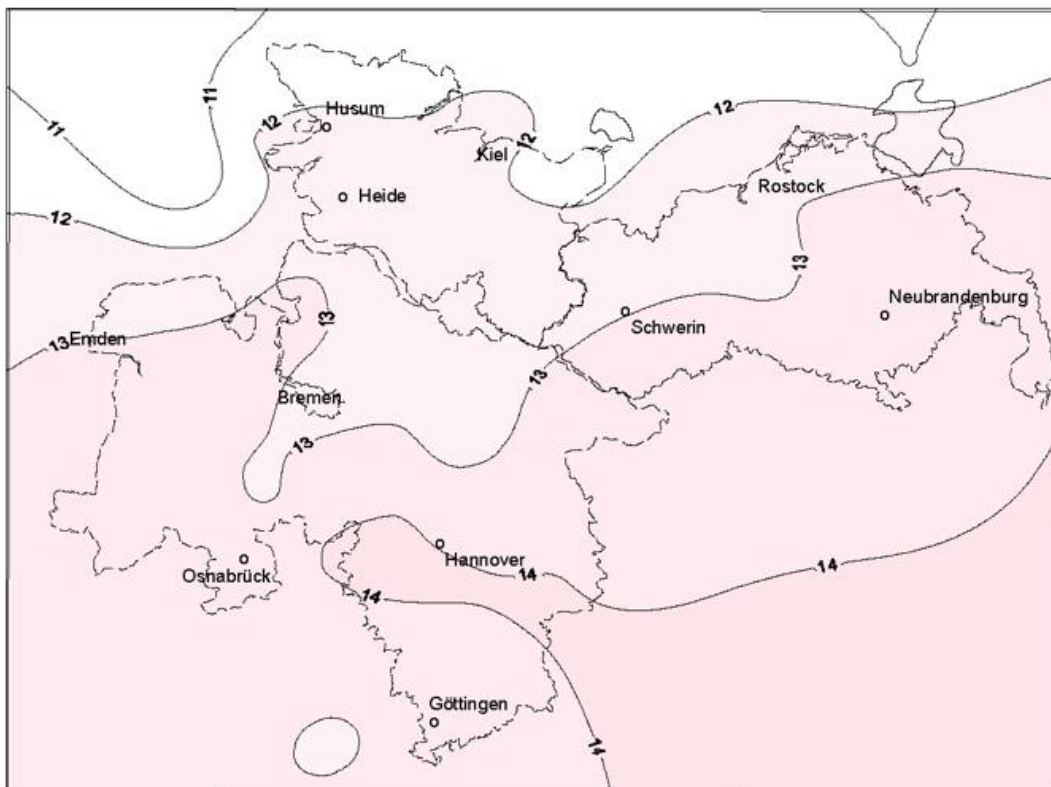 11
11
12
Husum
12
12
Kiel
Rostock
Heide
12
13
Neubrandenburg
13
Schwerin
13
Emden
13
Bremen
13
Hannover
14
14
Osnabrück
14
Göttingen
14